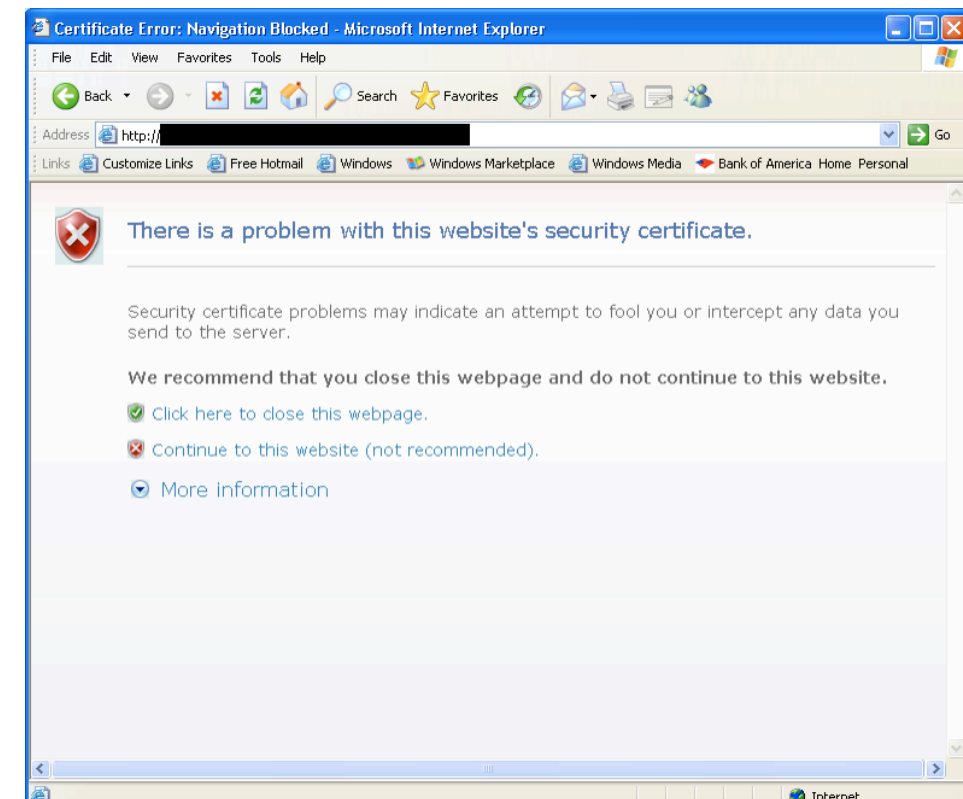 Certificate Error: Navigation Blocked - Microsoft Internet Explorer
File Edit View Favorites Tools Help
Back Search Favorites
Address http:// Go
Links Customize Links Free Hotmail Windows Windows Marketplace Windows Media Bank of America Home Personal
There is a problem with this website's security certificate.
Security certificate problems may indicate an attempt to fool you or intercept any data you
send to the server.
We recommend that you close this webpage and do not continue to this website.
Click here to close this webpage.
Continue to this website (not recommended).
More information
Internet